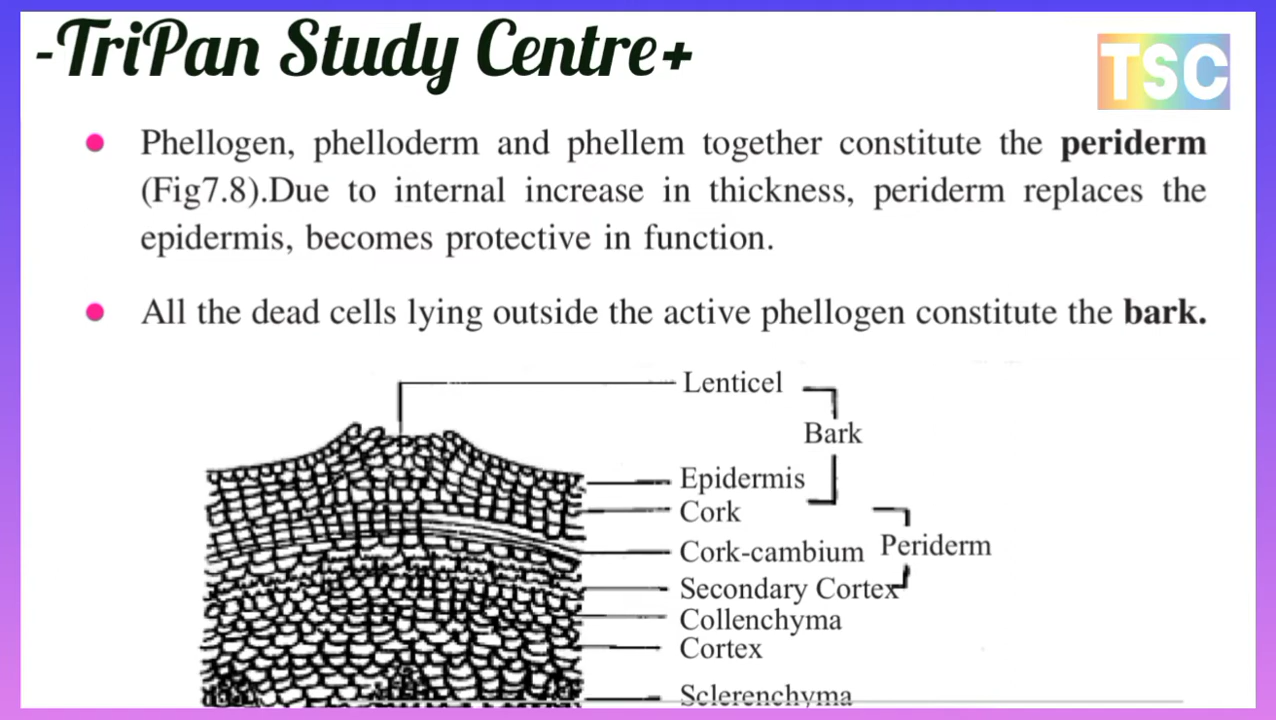 -TriPan Study Centre+
TSC
Phellogen, phelloderm and phellem together constitute the periderm
(Fig7.8).Due to internal increase in thickness, periderm replaces the
epidermis, becomes protective in function.
All the dead cells lying outside the active phellogen constitute the bark.
Lenticel
Bark
Epidermis
Cork
Cork-cambium
Periderm
Secondary Cortex
Collenchyma
Cortex
Sclerenchyma